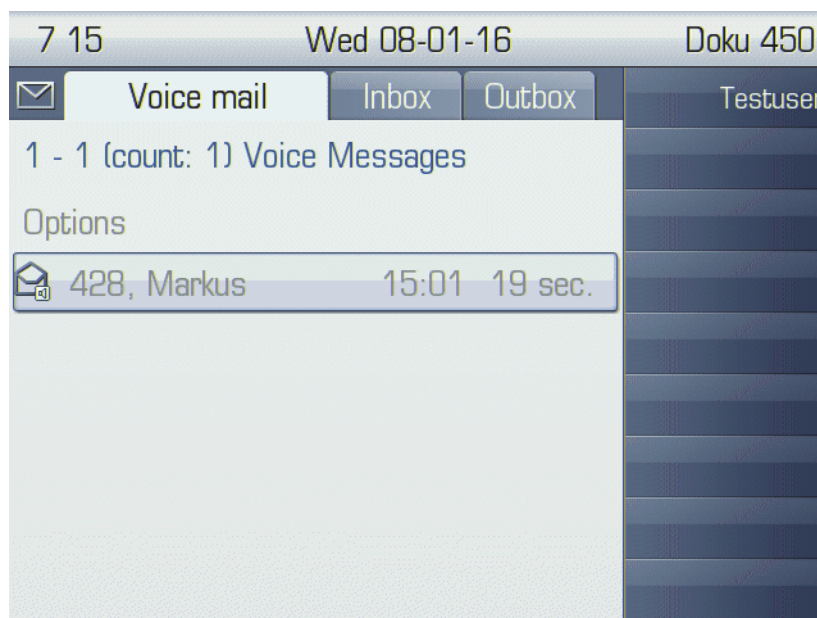 7 15 Wed 08-01-16 Doku 450
Voice mail Inbox Outbox Testuser
1 - 1 (count: 1) Voice Messages
Options
428, Markus 15:01 19 sec.